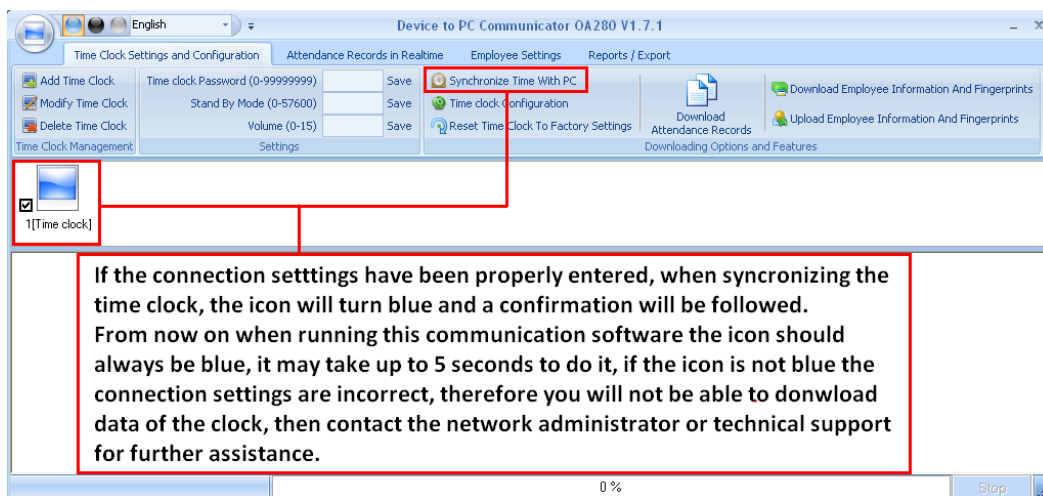 English
Device to PC Communicator OA280 V1.7.1
Time Clock Settings and Configuration Attendance Records in Realtime Employee Settings Reports / Export
Add Time Clock Time clock Password (0-99999999) Save Synchronize Time With PC
Modify Time Clock Stand By Mode (0-57600) Save Time clock Configuration
Delete Time Clock Volume (0-15) Save Reset Time Clock To Factory Settings
Download
Attendance Records
Download Employee Information And Fingerprints
Upload Employee Information And Fingerprints
Time Clock Management Settings Downloading Options and Features
1[Time clock]
If the connection setttings have been properly entered, when syncronizing the
time clock, the icon will turn blue and a confirmation will be followed.
From now on when running this communication software the icon should
always be blue, it may take up to 5 seconds to do it, if the icon is not blue the
connection settings are incorrect, therefore you will not be able to donwload
data of the clock, then contact the network administrator or technical support
for further assistance.
0 % Stop